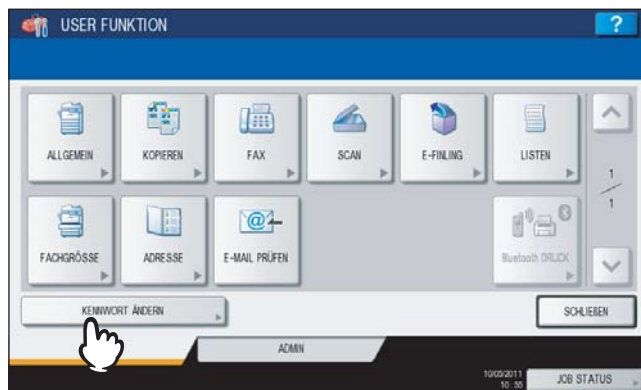 USER FUNKTION
?
ALLGEMEIN KOPIEREN FAX SCAN E-FINLING LISTEN
1
1
FACHGRÖSSE ADRESSE E-MAIL PRÜFEN Bluetooth DRUCK
KENNWORT ÄNDERN SCHLIEßEN
ADMIN
10/03/2011
10 55 JOB STATUS